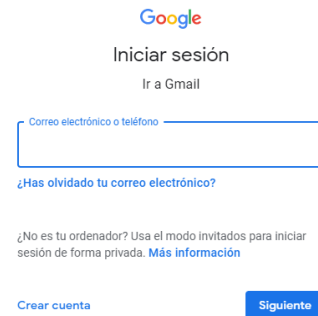 Google
Iniciar sesión
Ir a Gmail
Correo electrónico o teléfono
¿Has olvidado tu correo electrónico?
¿No es tu ordenador? Usa el modo invitados para iniciar
sesión de forma privada. Más información
Crear cuenta
Siguiente